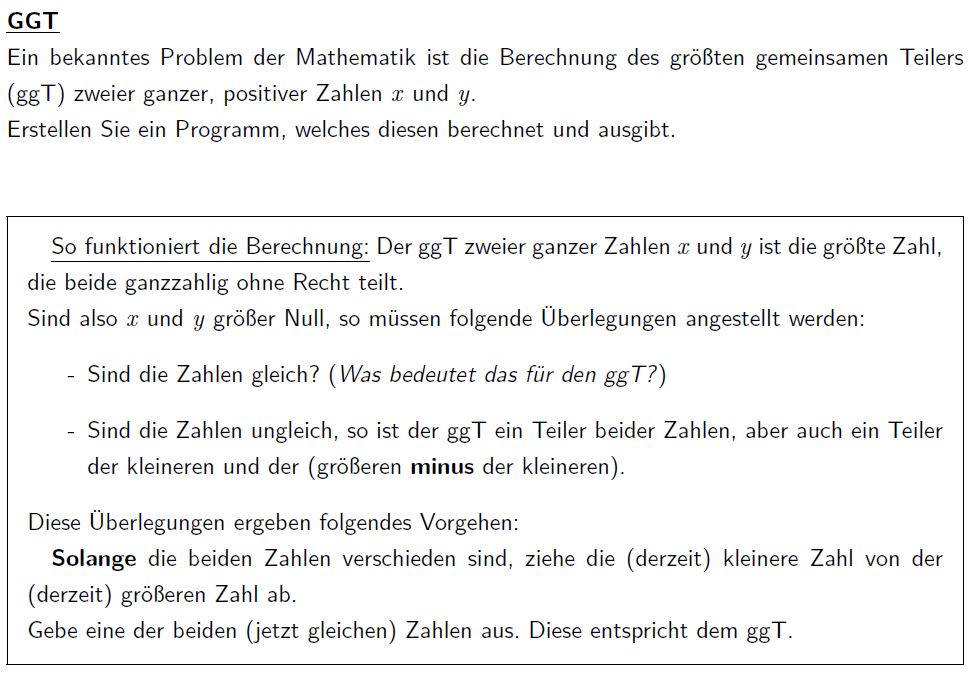 GGT
Ein bekanntes Problem der Mathematik ist die Berechnung des größten gemeinsamen Teilers
(ggT) zweier ganzer, positiver Zahlen x und y.
Erstellen Sie ein Programm, welches diesen berechnet und ausgibt.
So funktioniert die Berechnung: Der ggT zweier ganzer Zahlen x und y ist die größte Zahl,
die beide ganzzahlig ohne Recht teilt.
Sind also x und y größer Null, so müssen folgende Überlegungen angestellt werden:
- Sind die Zahlen gleich? (Was bedeutet das für den ggT?)
- Sind die Zahlen ungleich, so ist der ggT ein Teiler beider Zahlen, aber auch ein Teiler
der kleineren und der (größeren minus der kleineren).
Diese Überlegungen ergeben folgendes Vorgehen:
Solange die beiden Zahlen verschieden sind, ziehe die (derzeit) kleinere Zahl von der
(derzeit) größeren Zahl ab.
Gebe eine der beiden (jetzt gleichen) Zahlen aus. Diese entspricht dem ggT.